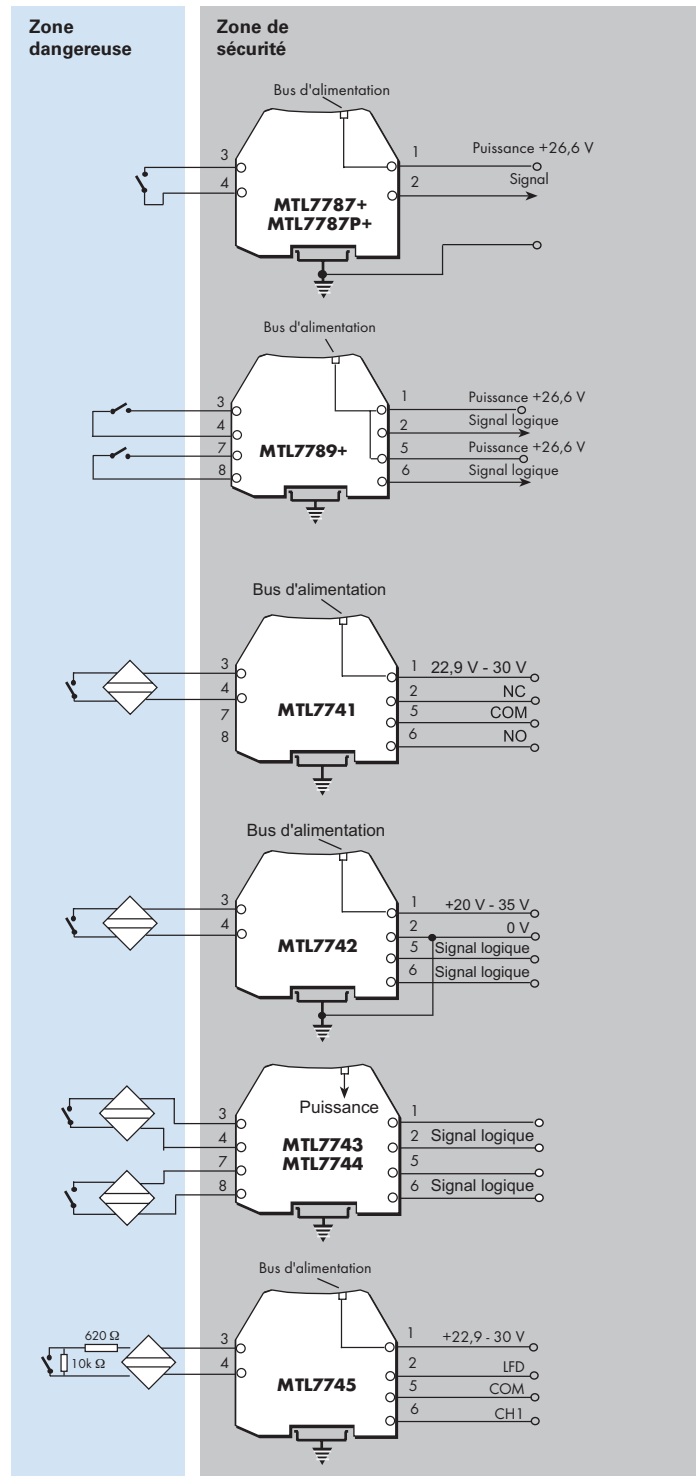 Zone
dangereuse
Zone de
sécurité
Bus d'alimentation
3
4
MTL7787+
MTL7787P+
1
Puissance +26,6 V
2
Signal
Bus d'alimentation
3
4
7
8
MTL7789+
1
Puissance +26,6 V
2
Signal logique
5
Puissance +26,6 V
6
Signal logique
Bus d'alimentation
3
4
7
8
MTL7741
1
22,9 V - 30 V
2
NC
5
COM
6
NO
Bus d'alimentation
3
4
MTL7742
1
+20 V - 35 V
2
0 V
5
Signal logique
6
Signal logique
Puissance
3
4
7
8
MTL7743
MTL7744
1
2
Signal logique
5
6
Signal logique
Bus d'alimentation
620 Ω
10k Ω
3
4
MTL7745
1
+22,9 - 30 V
2
LFD
5
COM
6
CH1